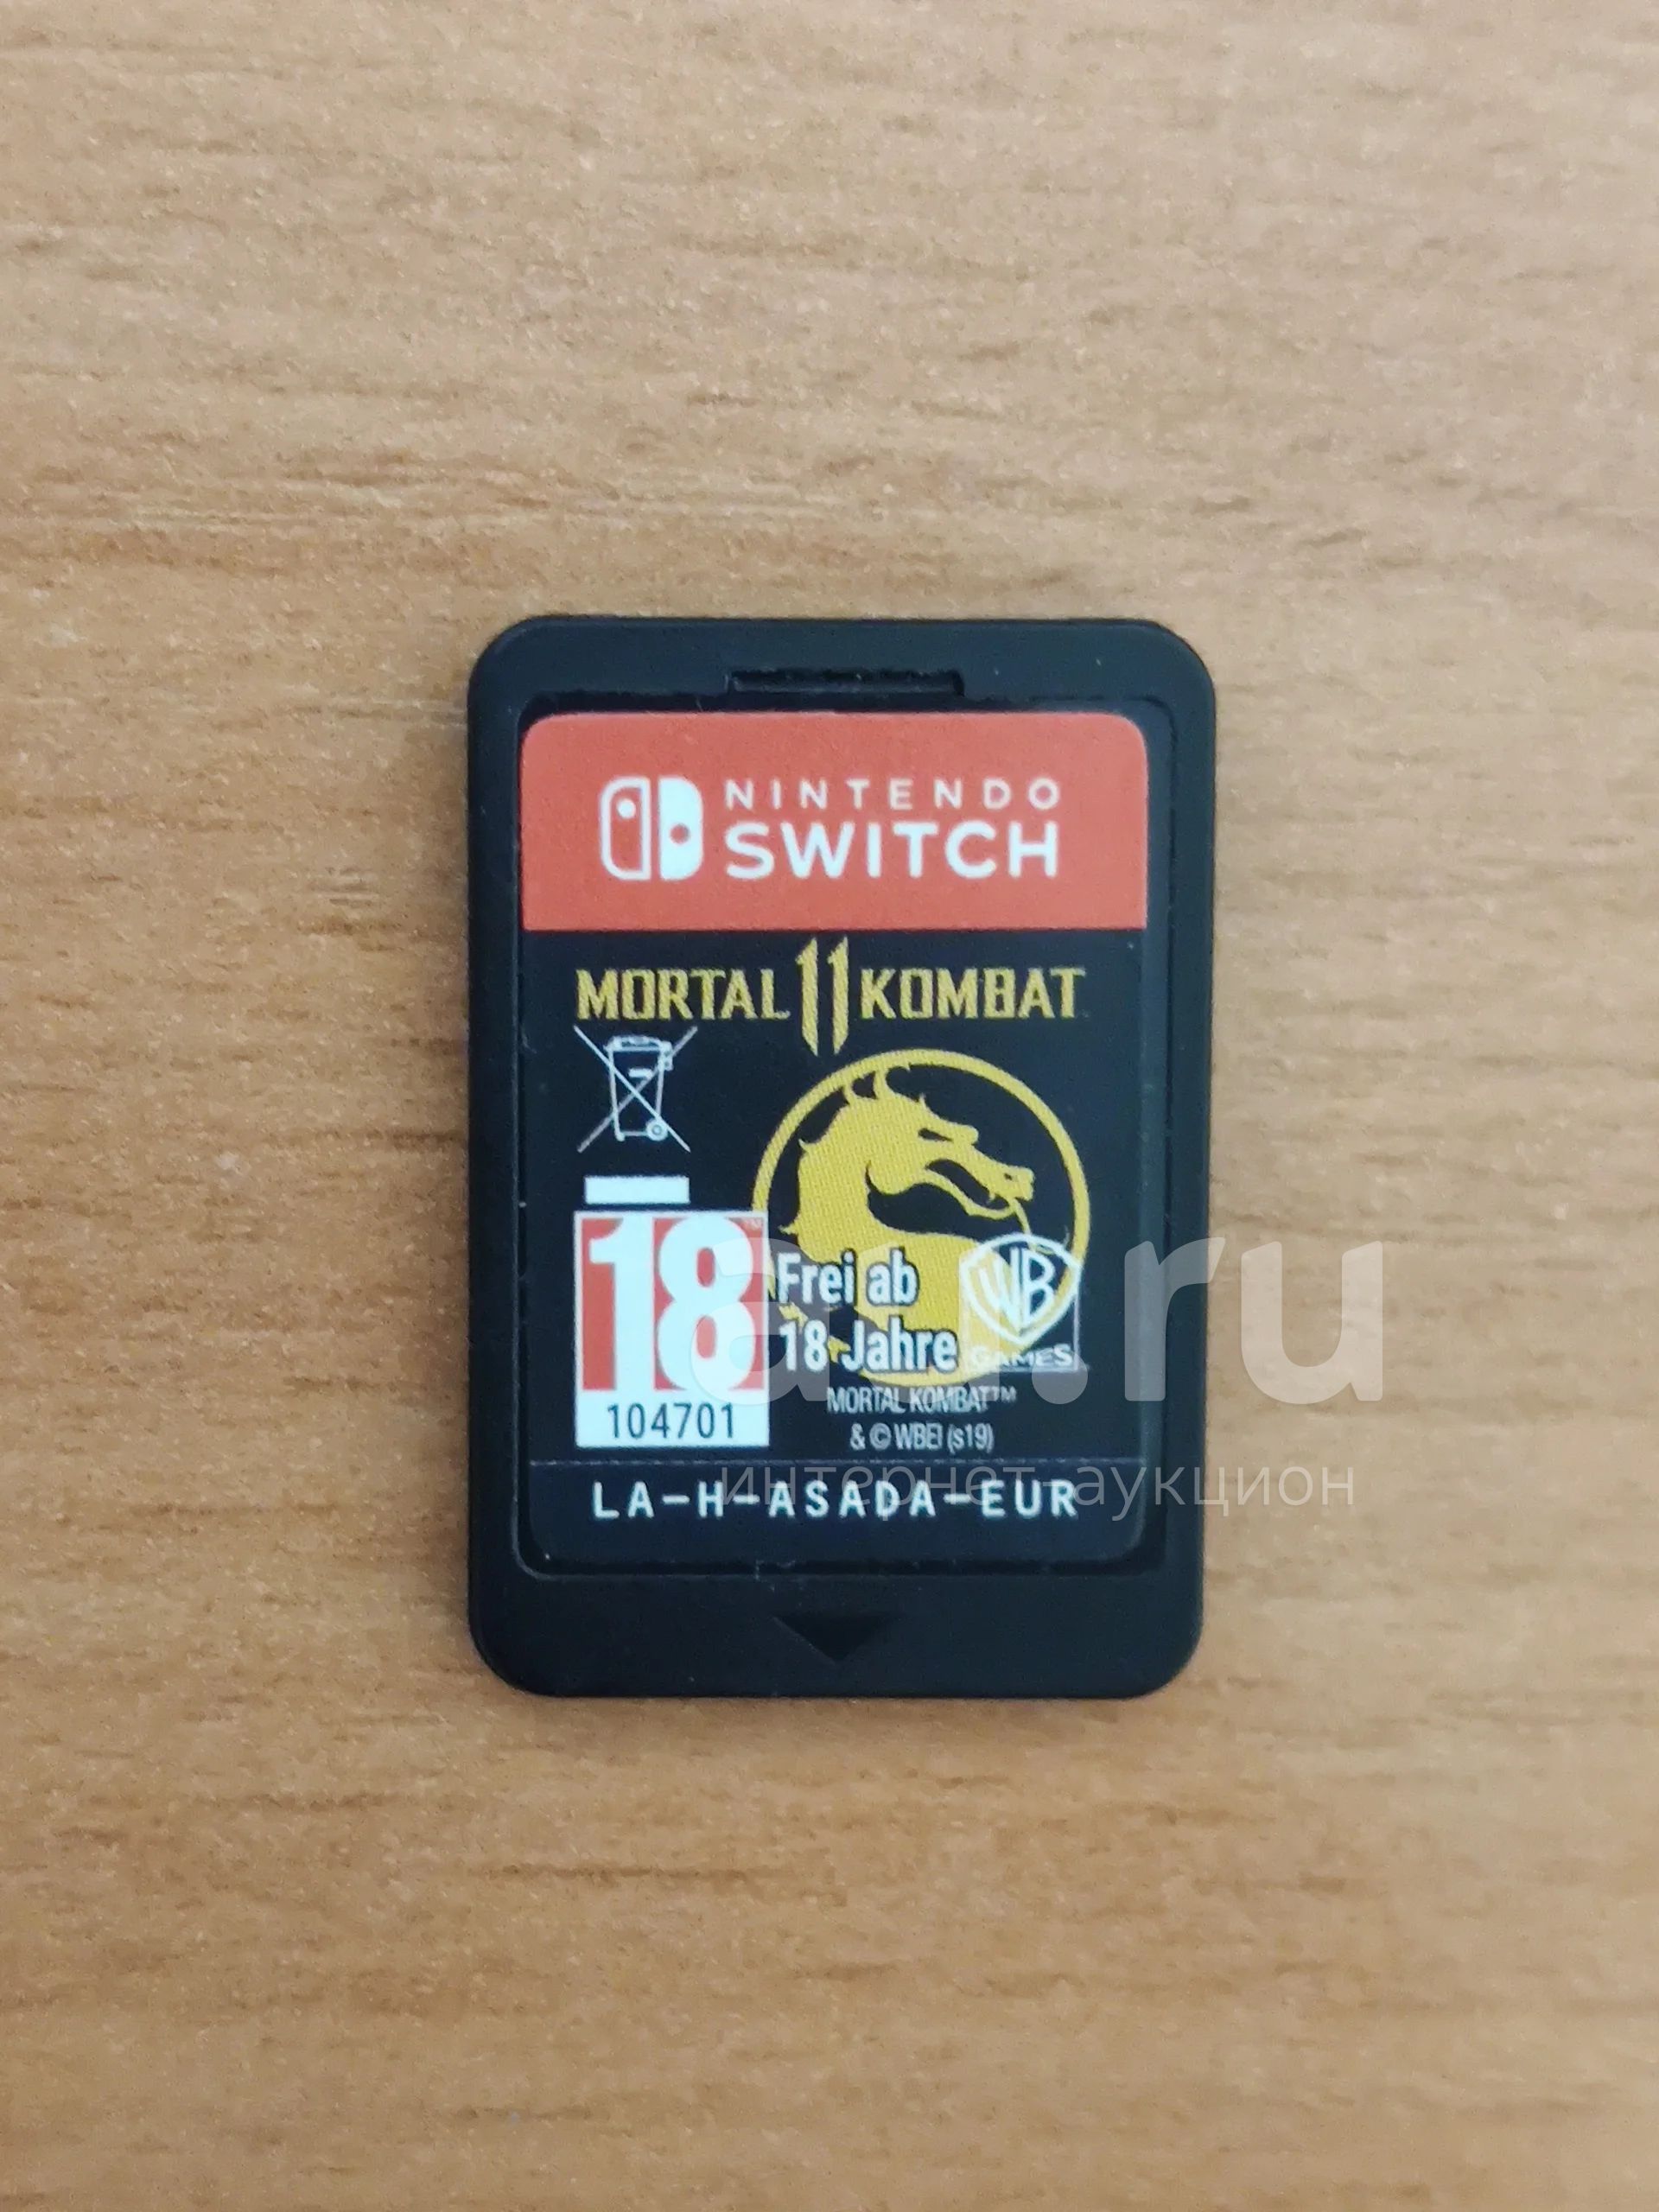 NINTENDO
SWITCH
MORTAL 11 KOMBAT
18
104701
Frei ab
18 Jahre
WB
GAMES
MORTAL KOMBAT™
& © WBEI (s19)
LA-H-ASADA-EUR
au.ru
интернет-аукцион